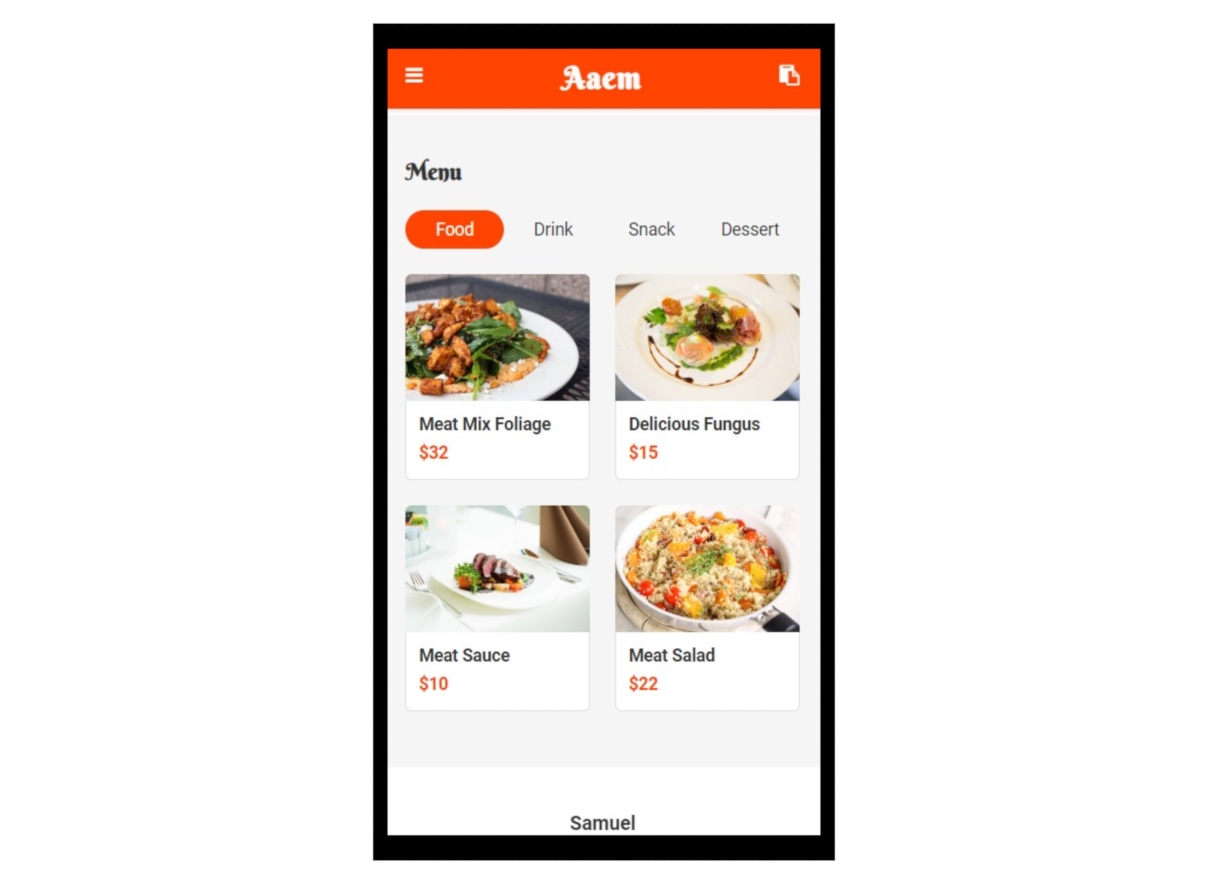 Aaem
Menu
Food Drink Snack Dessert
Meat Mix Foliage
$32
Delicious Fungus
$15
Meat Sauce
$10
Meat Salad
$22
Samuel